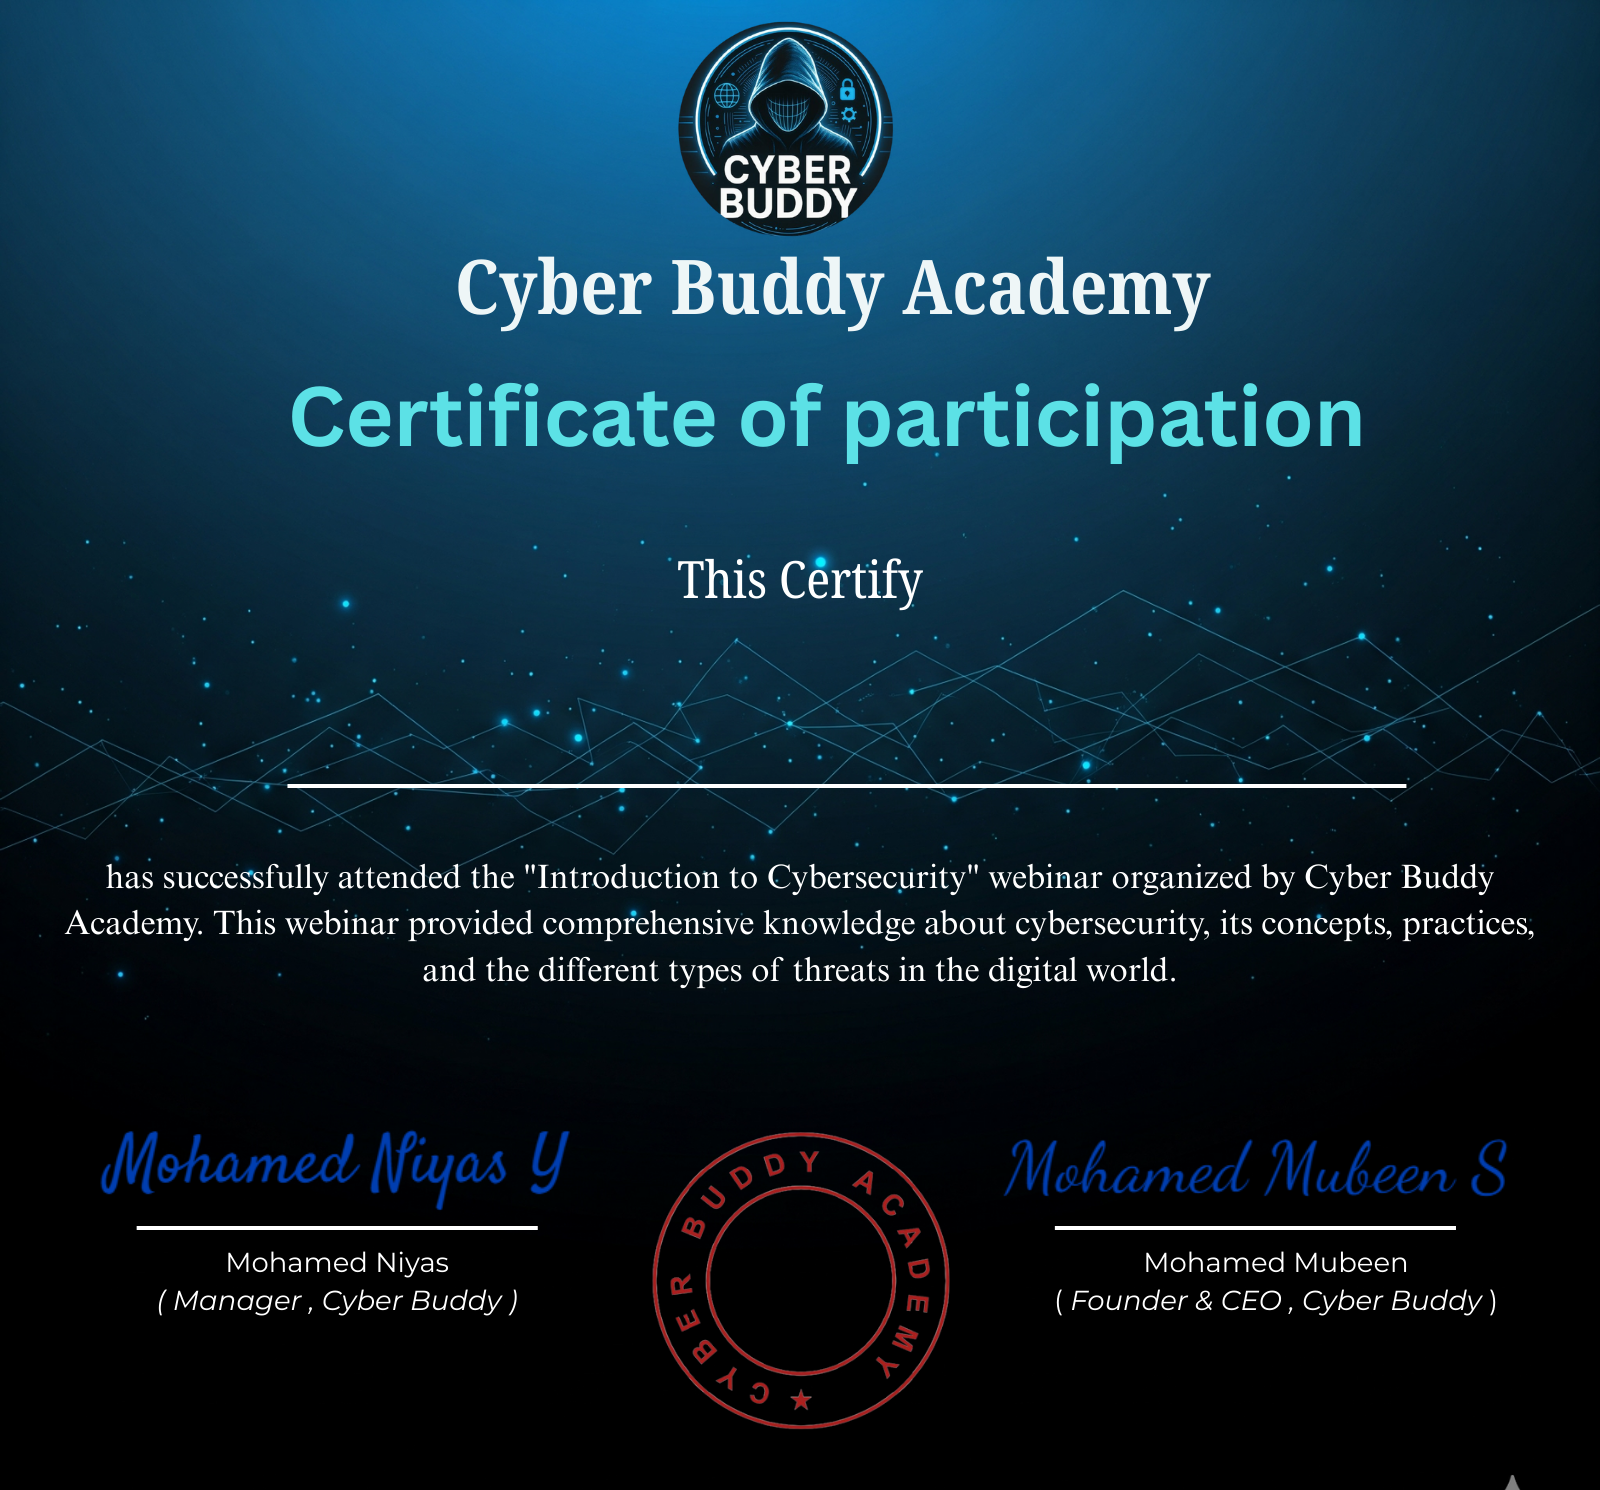 CYBER
BUDDY
Cyber Buddy Academy
Certificate of participation
This Certify
has successfully attended the "Introduction to Cybersecurity" webinar organized by Cyber Buddy
Academy. This webinar provided comprehensive knowledge about cybersecurity, its concepts, practices,
and the different types of threats in the digital world.
Mohamed Niyas Y
Mohamed Niyas
( Manager , Cyber Buddy )
CYBER BUDDY ACADEMY ★
Mohamed Mubeen S
Mohamed Mubeen
( Founder & CEO , Cyber Buddy )